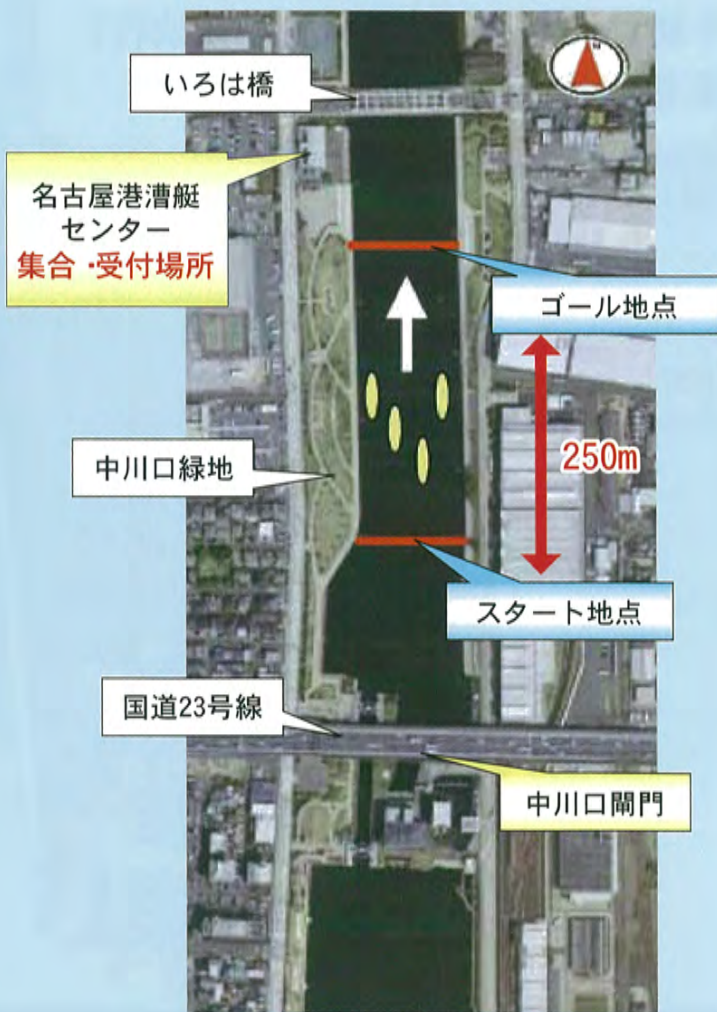 いろは橋
名古屋港漕艇
センター
集合・受付場所
ゴール地点
250m
中川口緑地
スタート地点
国道23号線
中川口閘門